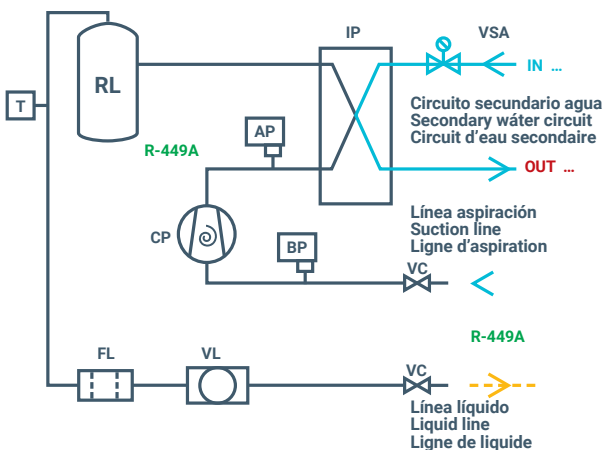 IP
VSA
RL
IN ...
T
Circuito secundario agua
Secondary wáter circuit
Circuit d'eau secondaire
AP
R-449A
OUT ...
Línea aspiración
Suction line
Ligne d'aspiration
CP
BP
VC
R-449A
FL
VL
VC
Línea líquido
Liquid line
Ligne de liquide